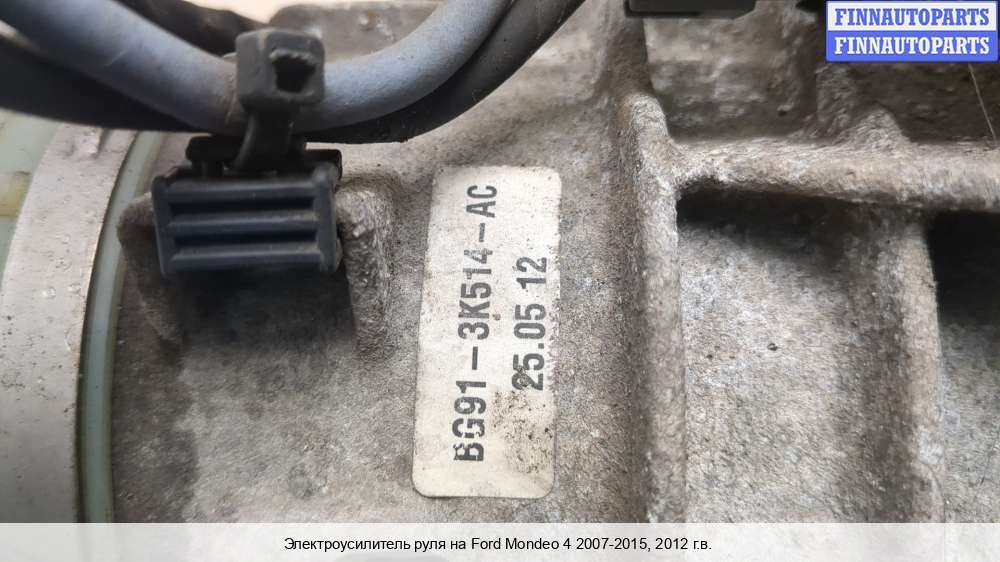 FINNAUTOPARTS
FINNAUTOPARTS
BG91-3K514-AC
25.05 12
Электроусилитель руля на Ford Mondeo 4 2007-2015, 2012 г.в.